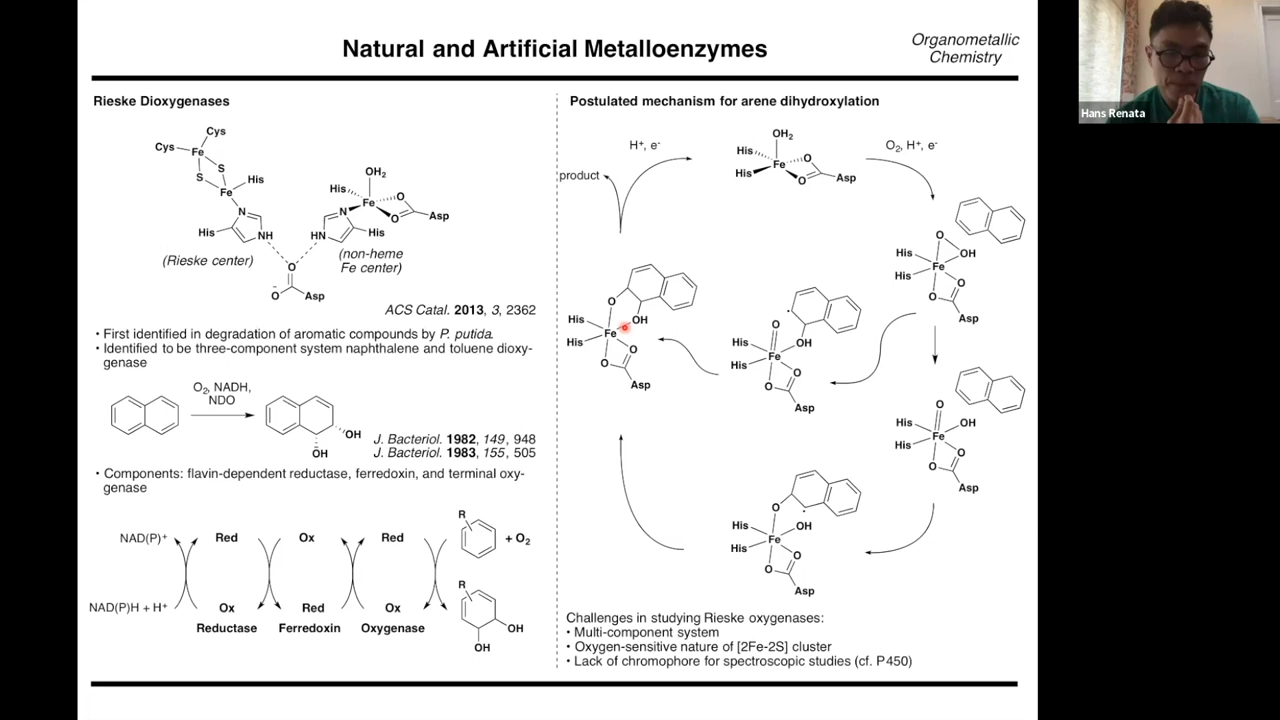 Natural and Artificial Metalloenzymes
Organometallic
Chemistry
Hans Renata
Rieske Dioxygenases
Cys
Cys
Fe
S
S
Fe
His
N
His
NH
(Rieske center)
OH2
His
Fe
O
O
Asp
N
HN
His
(non-heme
Fe center)
O
O-
Asp
ACS Catal. 2013, 3, 2362
• First identified in degradation of aromatic compounds by P. putida.
• Identified to be three-component system naphthalene and toluene dioxy-
genase
O2, NADH,
NDO
OH
OH
J. Bacteriol. 1982, 149, 948
J. Bacteriol. 1983, 155, 505
• Components: flavin-dependent reductase, ferredoxin, and terminal oxy-
genase
NAD(P)+
Red
Ox
Red
R
+ O2
NAD(P)H + H+
Ox
Red
Ox
R
OH
OH
Reductase
Ferredoxin
Oxygenase
Postulated mechanism for arene dihydroxylation
H+, e-
product
OH2
His
His
Fe
O
O
Asp
O2, H+, e-
O
OH
His
His
Fe
O
O
Asp
O
OH
His
His
Fe
O
O
Asp
O
OH
His
His
Fe
O
O
Asp
O
OH
His
His
Fe
O
O
Asp
O
OH
His
His
Fe
O
O
Asp
Challenges in studying Rieske oxygenases:
• Multi-component system
• Oxygen-sensitive nature of [2Fe-2S] cluster
• Lack of chromophore for spectroscopic studies (cf. P450)